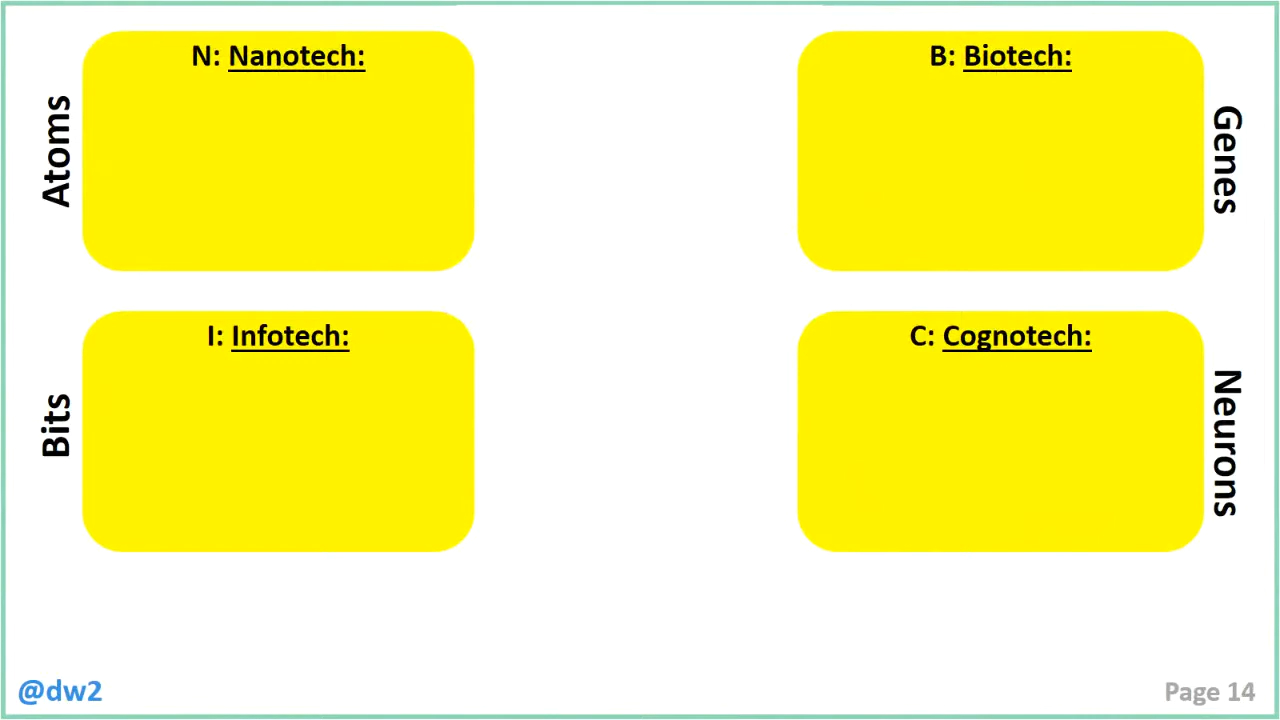 N: Nanotech:
B: Biotech:
Atoms
Genes
I: Infotech:
C: Cognotech:
Bits
Neurons
@dw2
Page 14